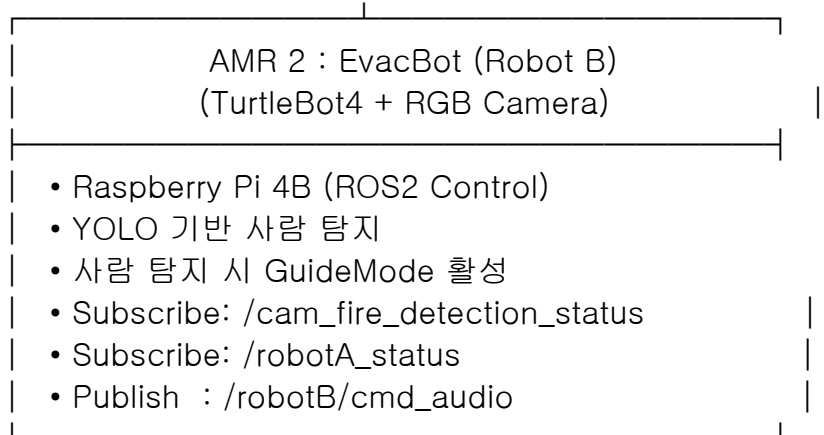 AMR 2 : EvacBot (Robot B)
(TurtleBot4 + RGB Camera)
• Raspberry Pi 4B (ROS2 Control)
• YOLO 기반 사람 탐지
• 사람 탐지 시 GuideMode 활성
• Subscribe: /cam_fire_detection_status
• Subscribe: /robotA_status
• Publish : /robotB/cmd_audio